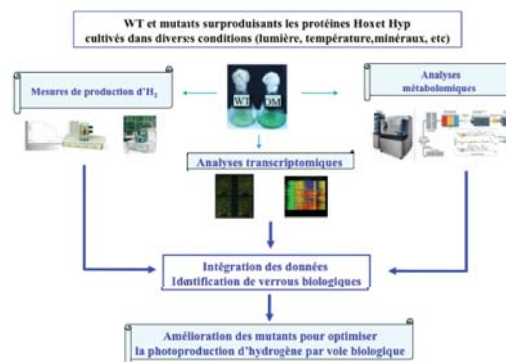 WT et mutants surproduisants les protéines Hox et Hyp
cultivés dans diverses conditions (lumière, température,minéraux, etc)
Mesures de production d'H₂
WT
DM
Analyses
métabolomiques
Analyses transcriptomiques
Intégration des données
Identification de verrous biologiques
Amélioration des mutants pour optimiser
la photoproduction d'hydrogène par voie biologique